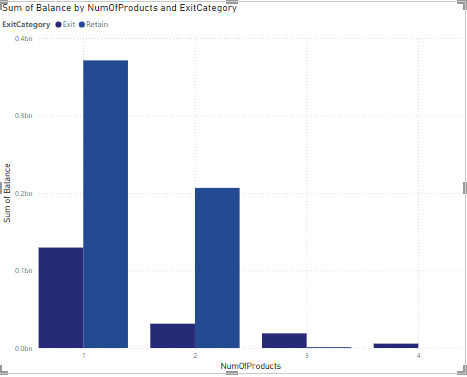 Sum of Balance by NumOfProducts and ExitCategory
ExitCategory Exit Retain
0.4bn
0.3bn
0.2bn
0.1bn
0.0bn
Sum of Balance
1 2 3 4
NumOfProducts